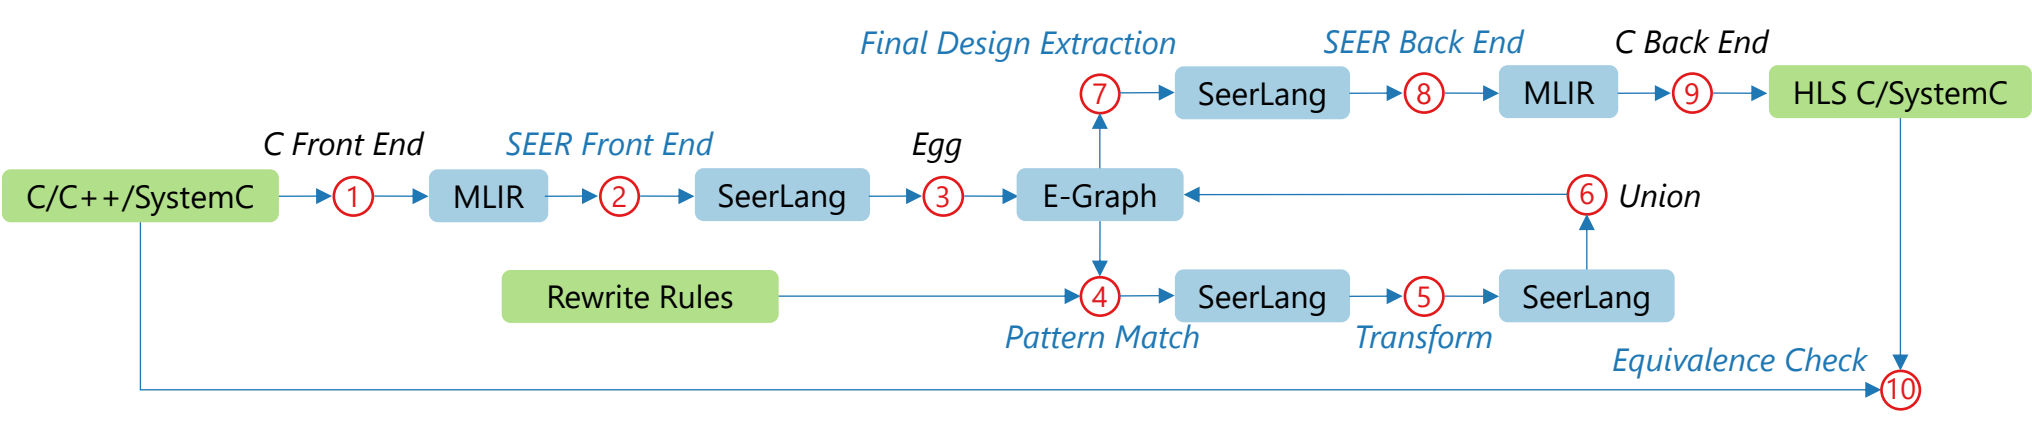 Final Design Extraction
SEER Back End
C Back End
7
SeerLang
8
MLIR
9
HLS C/SystemC
C Front End
SEER Front End
Egg
C/C++/SystemC
1
MLIR
2
SeerLang
3
E-Graph
6
Union
Rewrite Rules
4
SeerLang
5
SeerLang
Pattern Match
Transform
Equivalence Check
10